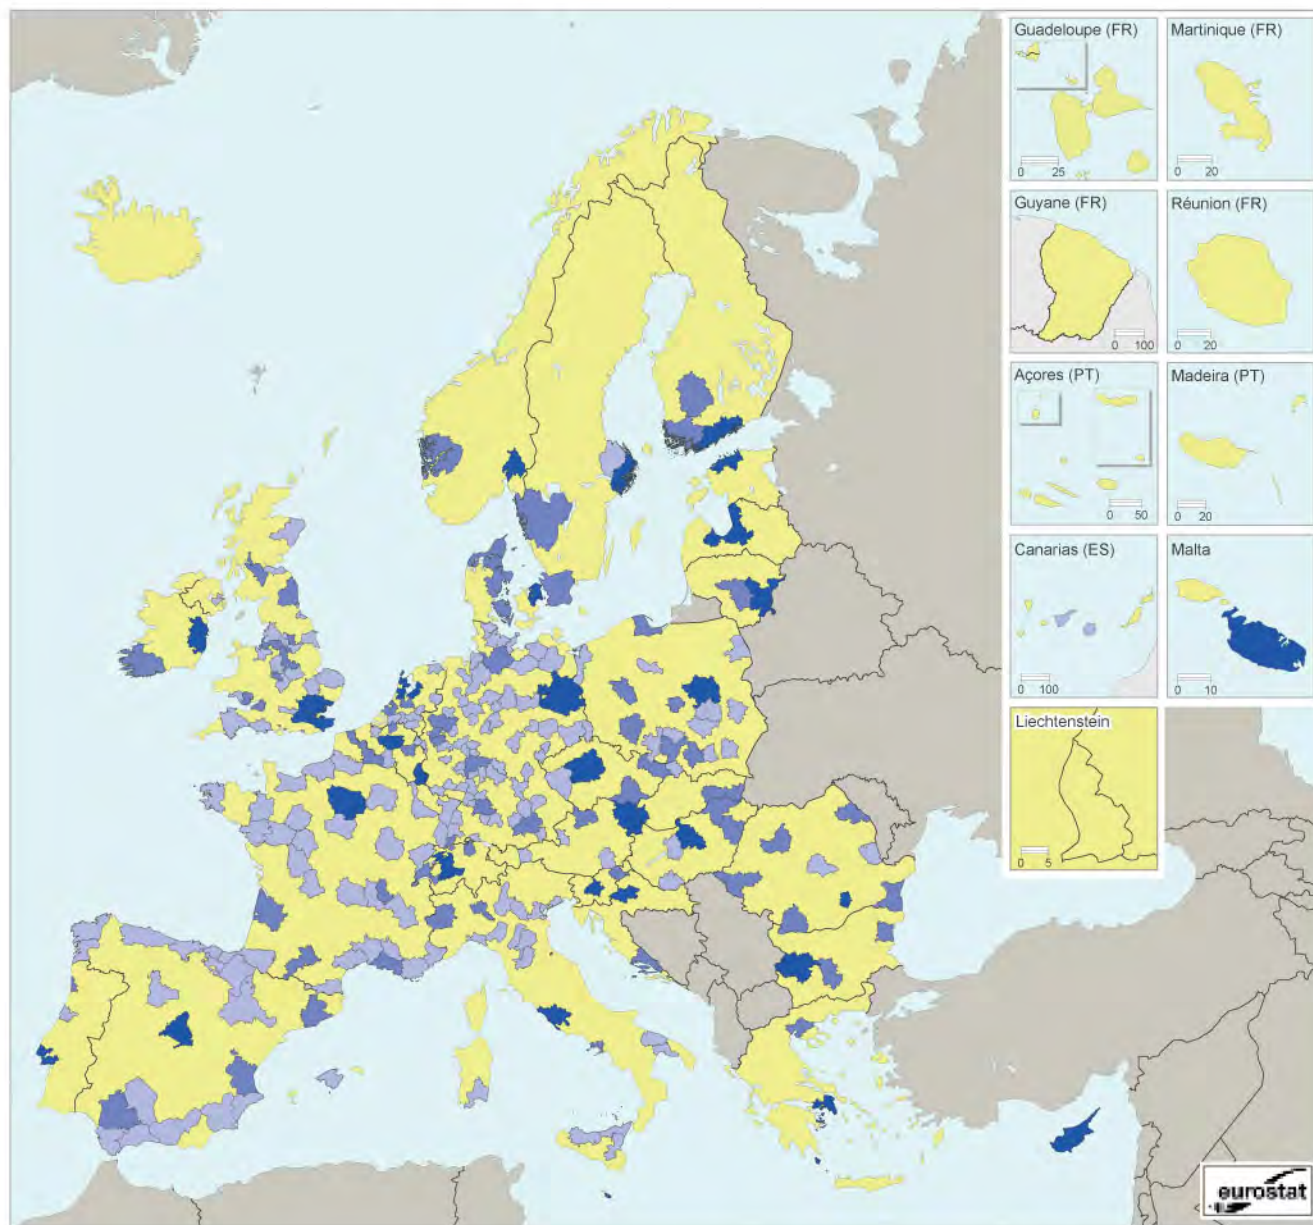 Guadeloupe (FR)
0 25
Martinique (FR)
0 20
Guyane (FR)
0 100
Réunion (FR)
0 20
Açores (PT)
0 50
Madeira (PT)
0 20
Canarias (ES)
0 100
Malta
0 10
Liechtenstein
0 5
eurostat